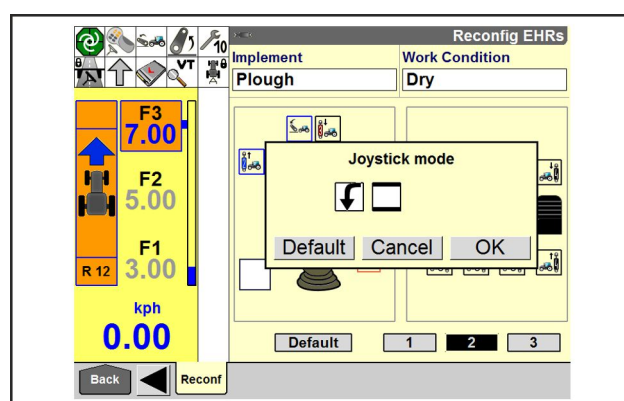 Reconfig EHRs
5
10
VT
Implement
Work Condition
Plough
Dry
F3
7.00
F2
5.00
F1
3.00
R 12
kph
0.00
Joystick mode
Default Cancel OK
Default 1 2 3
Back Reconf